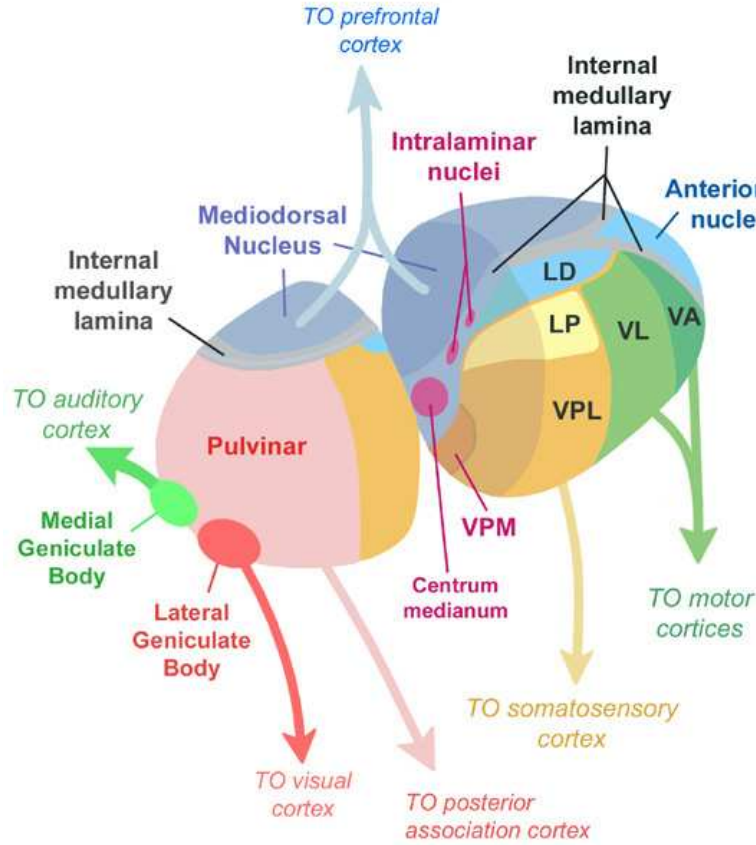 TO prefrontal
cortex
Internal
medullary
lamina
Intralaminar
nuclei
Anterior
nuclei
Mediodorsal
Nucleus
Internal
medullary
lamina
LD
LP
VL
VA
TO auditory
cortex
VPL
Pulvinar
VPM
Medial
Geniculate
Body
Centrum
medianum
Lateral
Geniculate
Body
TO motor
cortices
TO somatosensory
cortex
TO visual
cortex
TO posterior
association cortex